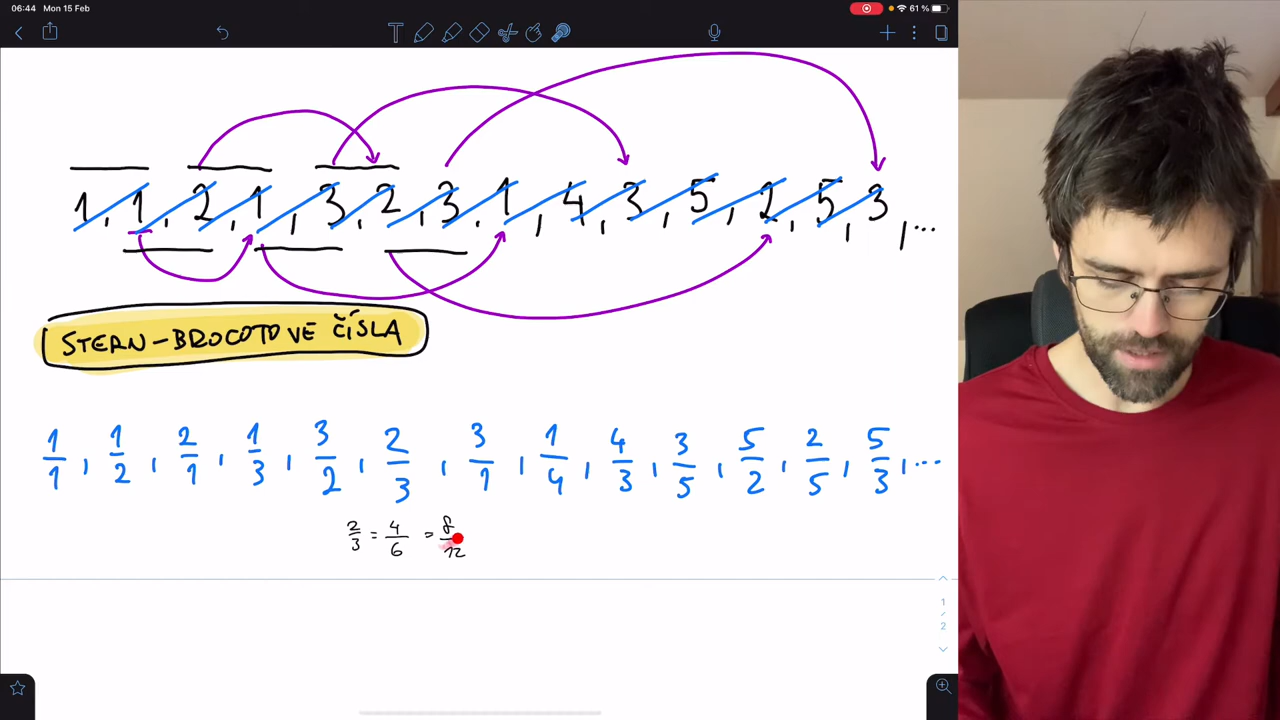 06:44 Mon 15 Feb 61 %
1, 1, 2, 1, 3, 2, 3, 1, 4, 3, 5, 2, 5, 3, ...
STERN-BROCOTOVE ČÍSLA
1/1, 1/2, 2/1, 1/3, 3/2, 2/3, 3/1, 1/4, 4/3, 3/5, 5/2, 2/5, 5/3, ...
2/3 = 4/6 = 8/12
1
/
2